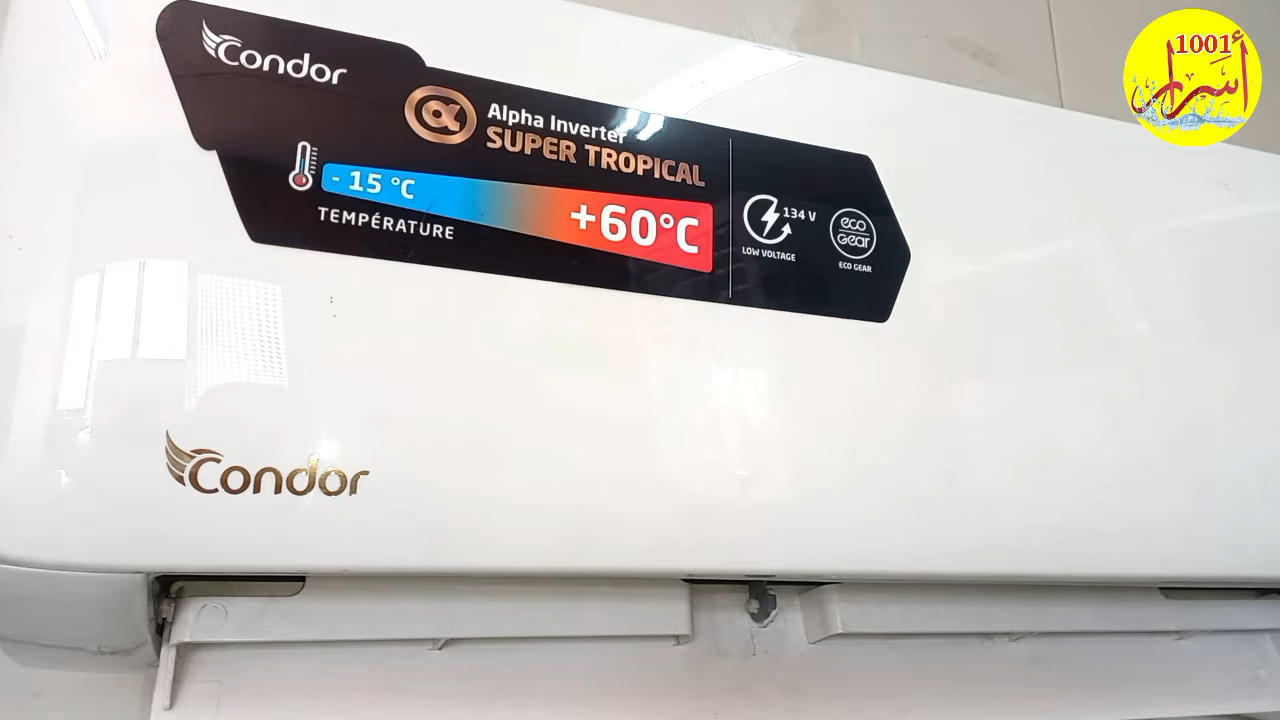 Condor
Alpha Inverter
SUPER TROPICAL
- 15 °C
+60°C
TEMPÉRATURE
134 V
LOW VOLTAGE
eco
Gear
ECO GEAR
Condor
1001
أسرار